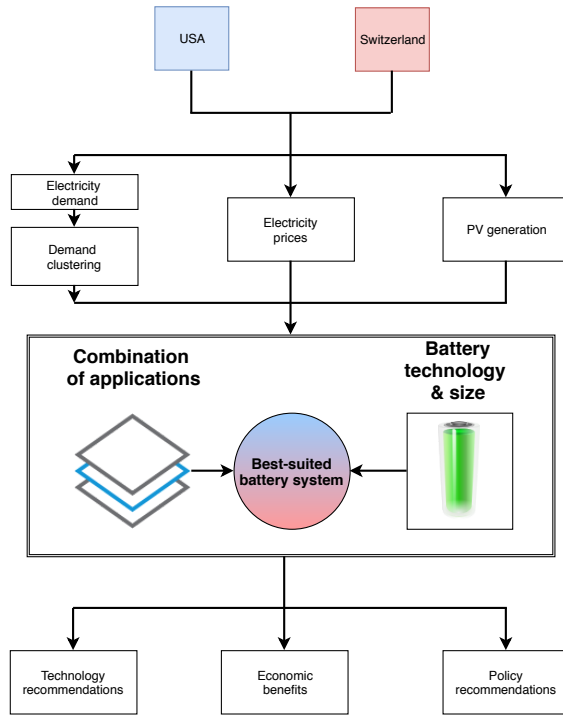 USA
Switzerland
Electricity
demand
Demand
clustering
Electricity
prices
PV generation
Combination
of applications
Battery
technology
& size
Best-suited
battery system
Technology
recommendations
Economic
benefits
Policy
recommendations